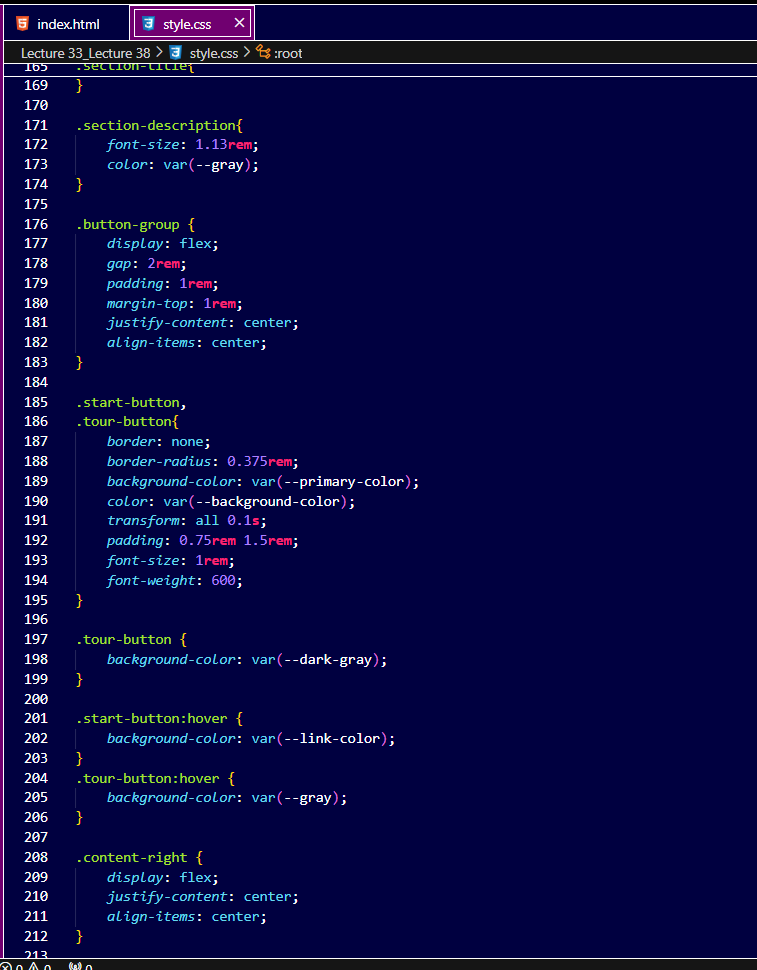 index.html style.css ×
Lecture 33_Lecture 38 > style.css > :root
165 .section-title{
169 }
170
171 .section-description{
172 font-size: 1.13rem;
173 color: var(--gray);
174 }
175
176 .button-group {
177 display: flex;
178 gap: 2rem;
179 padding: 1rem;
180 margin-top: 1rem;
181 justify-content: center;
182 align-items: center;
183 }
184
185 .start-button,
186 .tour-button{
187 border: none;
188 border-radius: 0.375rem;
189 background-color: var(--primary-color);
190 color: var(--background-color);
191 transform: all 0.1s;
192 padding: 0.75rem 1.5rem;
193 font-size: 1rem;
194 font-weight: 600;
195 }
196
197 .tour-button {
198 background-color: var(--dark-gray);
199 }
200
201 .start-button:hover {
202 background-color: var(--link-color);
203 }
204 .tour-button:hover {
205 background-color: var(--gray);
206 }
207
208 .content-right {
209 display: flex;
210 justify-content: center;
211 align-items: center;
212 }
213
0 0 0